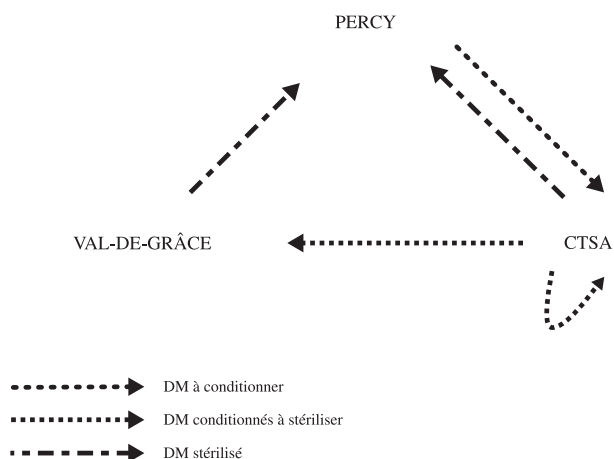 PERCY
VAL-DE-GRÂCE
CTSA
DM à conditionner
DM conditionnés à stériliser
DM stérilisé